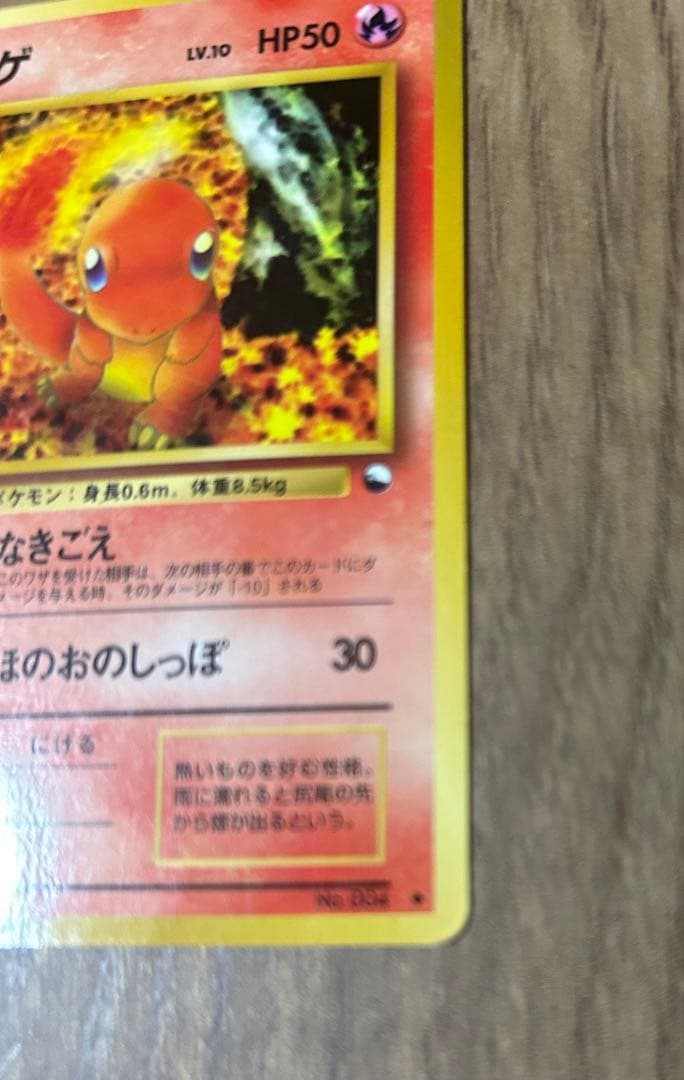 ゲ LV.10 HP50
ポケモン：身長0.6m、体重8.5kg
なきごえ
このワザを受けた相手は、次の相手の番でこのカードにダ
メージを与える時、そのダメージが「-10」される
ほのおのしっぽ 30
にげる
熱いものを好む性格。
雨に濡れると尻尾の先
から煙が出るという。
No.004 ★